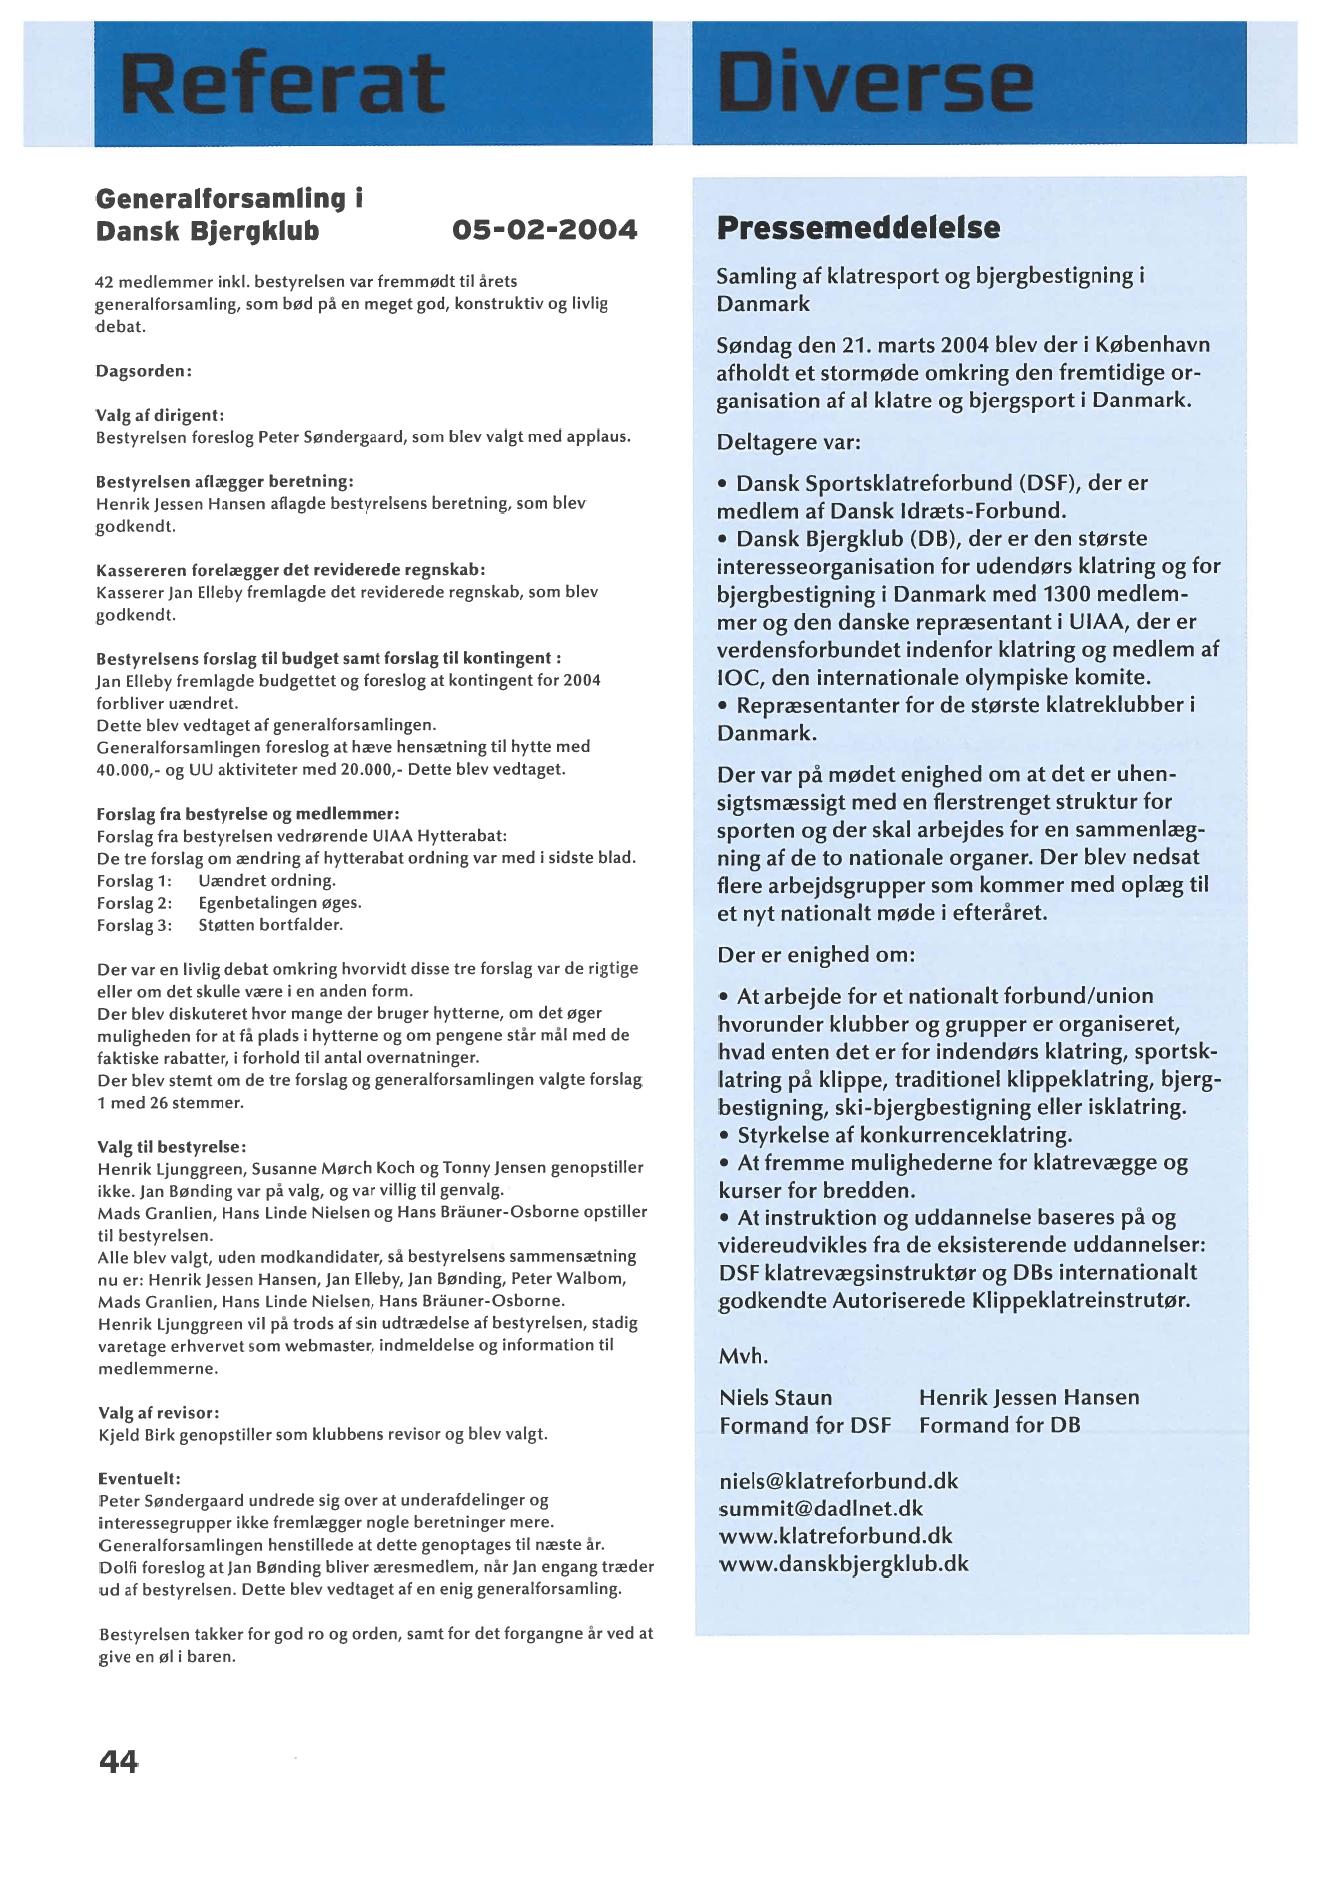 Referat
Generalforsamling i
Dansk Bjergklub 05-02-2004
42 medlemmer inkl. bestyrelsen var fremmødt til årets
generalforsamling, som bød på en meget god, konstruktiv og livlig
debat.
Dagsorden:
Valg af dirigent:
Bestyrelsen foreslog Peter Søndergaard, som blev valgt med applaus.
Bestyrelsen aflægger beretning:
Henrik Jessen Hansen aflagde bestyrelsens beretning, som blev
godkendt.
Kassereren forelægger det reviderede regnskab:
Kasserer Jan Elleby fremlagde det reviderede regnskab, som blev
godkendt.
Bestyrelsens forslag til budget samt forslag til kontingent :
Jan Elleby fremlagde budgettet og foreslog at kontingent for 2004
forbliver uændret.
Dette blev vedtaget af generalforsamlingen.
Generalforsamlingen foreslog at hæve hensætning til hytte med
40.000,- og UU aktiviteter med 20.000,- Dette blev vedtaget.
Forslag fra bestyrelse og medlemmer:
Forslag fra bestyrelsen vedrørende UIAA Hytterabat:
De tre forslag om ændring af hytterabat ordning var med i sidste blad.
Forslag 1: Uændret ordning.
Forslag 2: Egenbetalingen øges.
Forslag 3: Støtten bortfalder.
Der var en livlig debat omkring hvorvidt disse tre forslag var de rigtige
eller om det skulle være i en anden form.
Der blev diskuteret hvor mange der bruger hytterne, om det øger
muligheden for at få plads i hytterne og om pengene står mål med de
faktiske rabatter, i forhold til antal overnatninger.
Der blev stemt om de tre forslag og generalforsamlingen valgte forslag
1 med 26 stemmer.
Valg til bestyrelse:
Henrik Ljunggreen, Susanne Mørch Koch og Tonny Jensen genopstiller
ikke. Jan Bønding var på valg, og var villig til genvalg.
Mads Granlien, Hans Linde Nielsen og Hans Bräuner-Osborne opstiller
til bestyrelsen.
Alle blev valgt, uden modkandidater, så bestyrelsens sammensætning
nu er: Henrik Jessen Hansen, Jan Elleby, Jan Bønding, Peter Walbom,
Mads Granlien, Hans Linde Nielsen, Hans Bräuner-Osborne.
Henrik Ljunggreen vil på trods af sin udtrædelse af bestyrelsen, stadig
varetage erhvervet som webmaster, indmeldelse og information til
medlemmerne.
Valg af revisor:
Kjeld Birk genopstiller som klubbens revisor og blev valgt.
Eventuelt:
Peter Søndergaard undrede sig over at underafdelinger og
interessegrupper ikke fremlægger nogle beretninger mere.
Generalforsamlingen henstillede at dette genoptages til næste år.
Dolfi foreslog at Jan Bønding bliver æresmedlem, når Jan engang træder
ud af bestyrelsen. Dette blev vedtaget af en enig generalforsamling.
Bestyrelsen takker for god ro og orden, samt for det forgangne år ved at
give en øl i baren.
44
Diverse
Pressemeddelelse
Samling af klatresport og bjergbestigning i
Danmark
Søndag den 21. marts 2004 blev der i København
afholdt et stormøde omkring den fremtidige or-
ganisation af al klatre og bjergsport i Danmark.
Deltagere var:
• Dansk Sportsklatreforbund (DSF), der er
medlem af Dansk Idræts-Forbund.
• Dansk Bjergklub (DB), der er den største
interesseorganisation for udendørs klatring og for
bjergbestigning i Danmark med 1300 medlem-
mer og den danske repræsentant i UIAA, der er
verdensforbundet indenfor klatring og medlem af
IOC, den internationale olympiske komite.
• Repræsentanter for de største klatreklubber i
Danmark.
Der var på mødet enighed om at det er uhen-
sigtsmæssigt med en flerstrenget struktur for
sporten og der skal arbejdes for en sammenlæg-
ning af de to nationale organer. Der blev nedsat
flere arbejdsgrupper som kommer med oplæg til
et nyt nationalt møde i efteråret.
Der er enighed om:
• At arbejde for et nationalt forbund/union
hvorunder klubber og grupper er organiseret,
hvad enten det er for indendørs klatring, sportsk-
latring på klippe, traditionel klippeklatring, bjerg-
bestigning, ski-bjergbestigning eller isklatring.
• Styrkelse af konkurrenceklatring.
• At fremme mulighederne for klatrevægge og
kurser for bredden.
• At instruktion og uddannelse baseres på og
videreudvikles fra de eksisterende uddannelser:
DSF klatrevægsinstruktør og DBs internationalt
godkendte Autoriserede Klippeklatreinstrutør.
Mvh.
Niels Staun Henrik Jessen Hansen
Formand for DSF Formand for DB
niels@klatreforbund.dk
summit@dadlnet.dk
www.klatreforbund.dk
www.danskbjergklub.dk